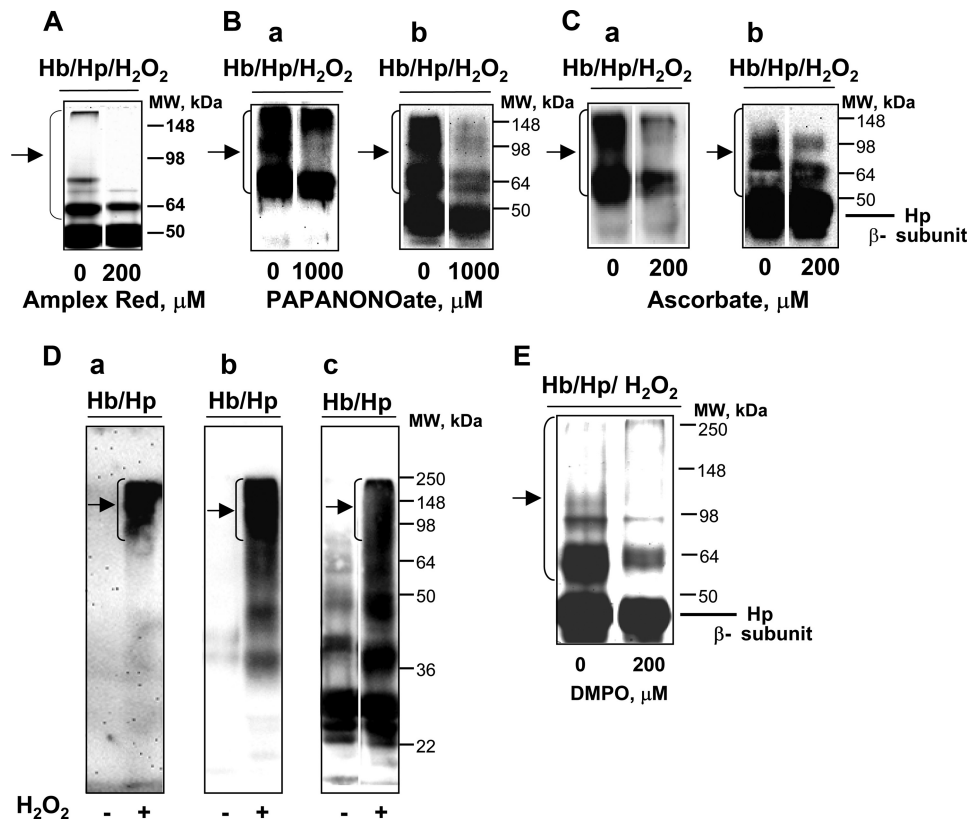 A
Hb/Hp/H₂O₂
MW, kDa
148
98
64
50
0 200
Amplex Red, μM
B
a b
Hb/Hp/H₂O₂ Hb/Hp/H₂O₂
MW, kDa
148
98
64
50
0 1000 0 1000
PAPANONOate, μM
C
a b
Hb/Hp/H₂O₂ Hb/Hp/H₂O₂
MW, kDa
148
98
64
50
Hp
β- subunit
0 200 0 200
Ascorbate, μM
D
a b c
Hb/Hp Hb/Hp Hb/Hp
MW, kDa
250
148
98
64
50
36
22
H₂O₂ - + - + - +
E
Hb/Hp/ H₂O₂
MW, kDa
250
148
98
64
50
Hp
β- subunit
0 200
DMPO, μM